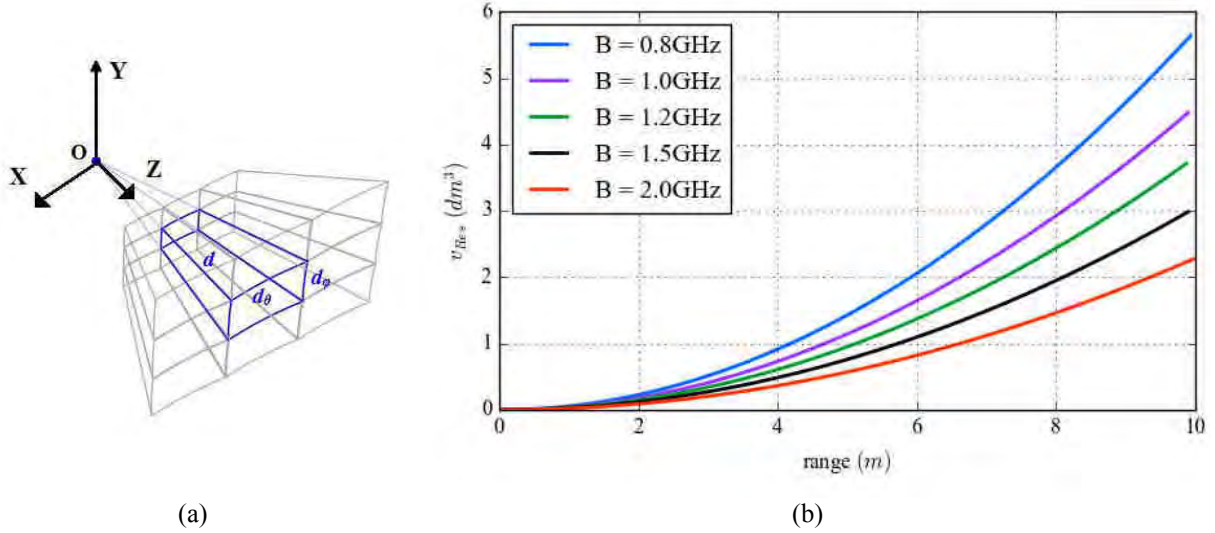 Y
O
X
Z
d
dθ
dφ
6
5
4
3
2
1
0
v_Res (dm³)
B = 0.8GHz
B = 1.0GHz
B = 1.2GHz
B = 1.5GHz
B = 2.0GHz
0 2 4 6 8 10
range (m)
(a) (b)